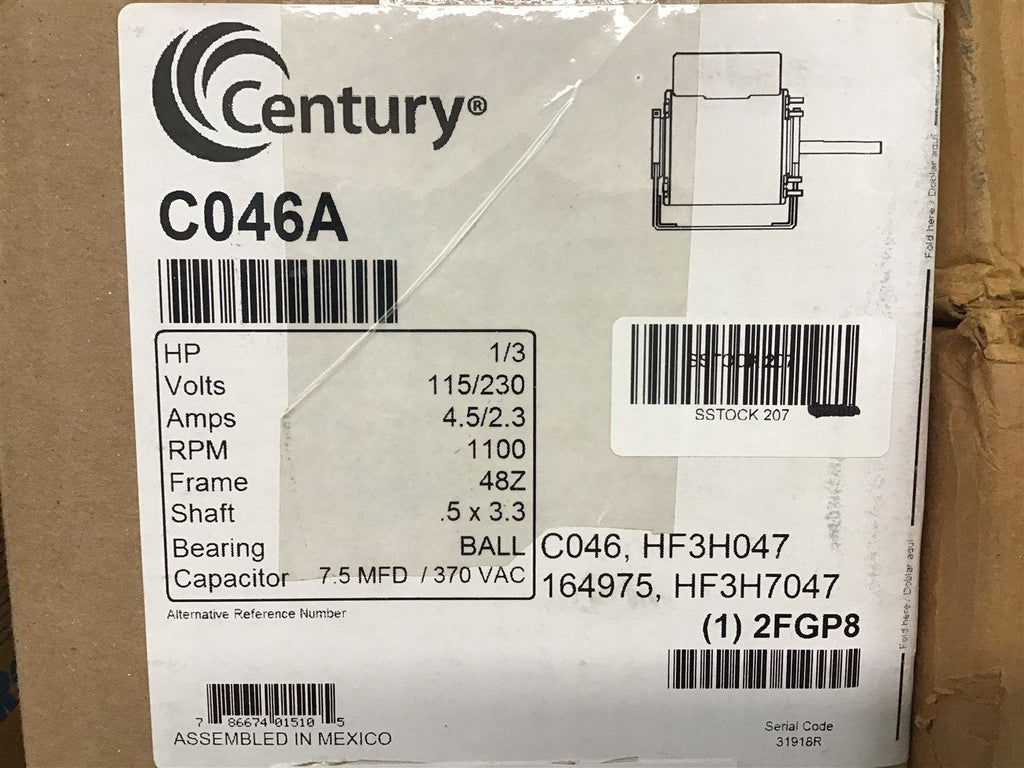 Century®
C046A
HP 1/3
Volts 115/230
Amps 4.5/2.3
RPM 1100
Frame 48Z
Shaft .5 x 3.3
Bearing BALL
Capacitor 7.5 MFD / 370 VAC
Alternative Reference Number
7 86674 01510 5
ASSEMBLED IN MEXICO
Fold here / Doblar aquí
SSTOCK 207
SSTOCK 207
C046, HF3H047
164975, HF3H7047
(1) 2FGP8
Fold here / Doblar aquí
Serial Code
31918R